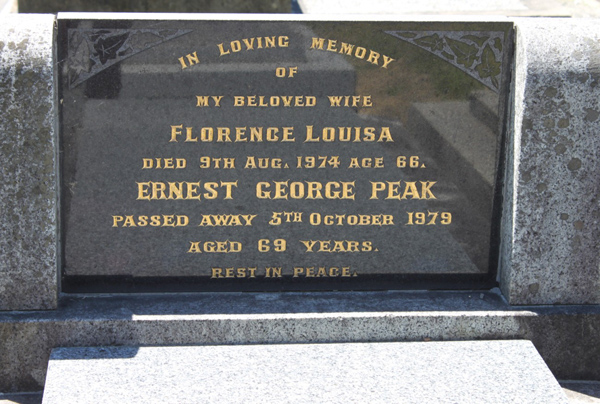 IN LOVING MEMORY
OF
MY BELOVED WIFE
FLORENCE LOUISA
DIED 9TH AUG. 1974 AGE 66.
ERNEST GEORGE PEAK
PASSED AWAY 5TH OCTOBER 1979
AGED 69 YEARS.
REST IN PEACE.